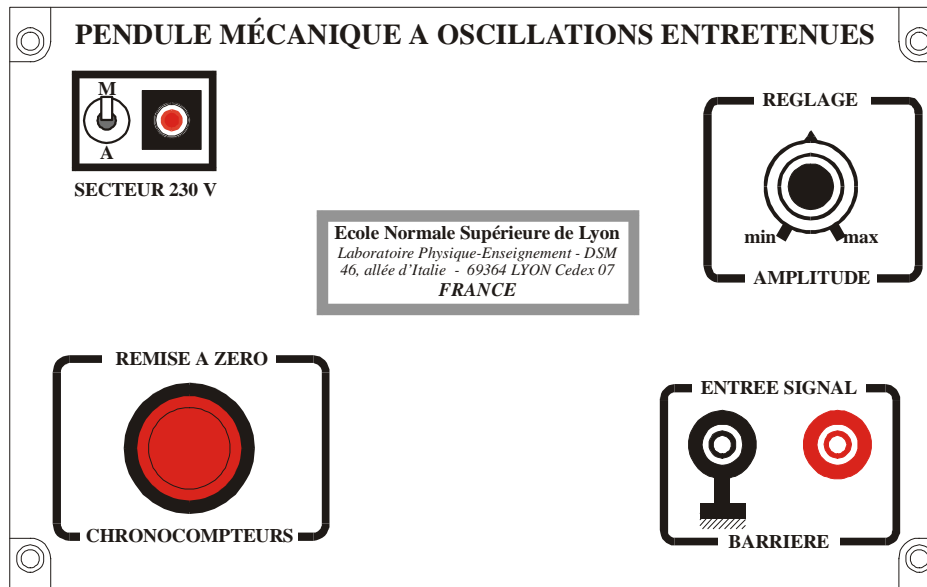 PENDULE MÉCANIQUE A OSCILLATIONS ENTRETENUES
M
A
SECTEUR 230 V
REGLAGE
min
max
AMPLITUDE
Ecole Normale Supérieure de Lyon
Laboratoire Physique-Enseignement - DSM
46, allée d'Italie - 69364 LYON Cedex 07
FRANCE
REMISE A ZERO
CHRONOCOMPTEURS
ENTREE SIGNAL
BARRIERE